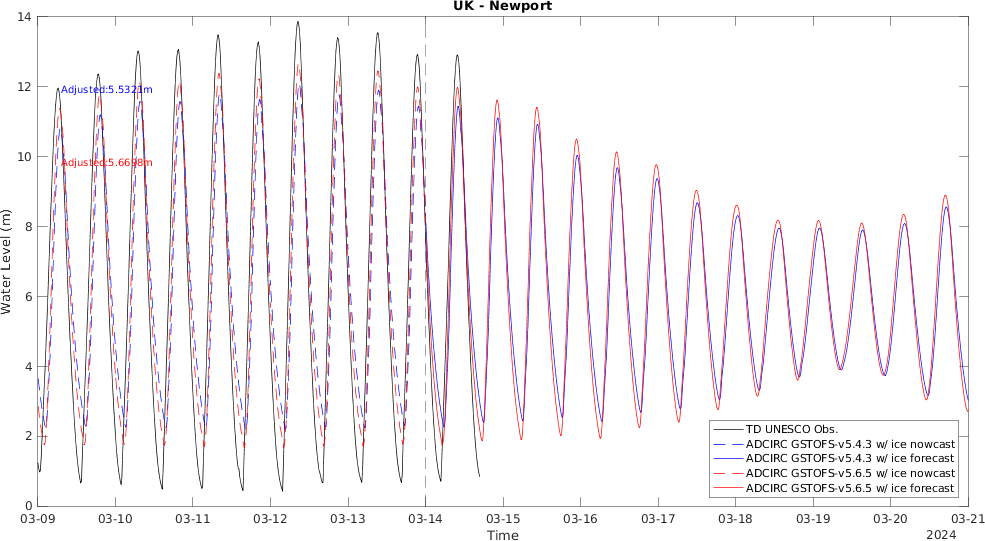 UK - Newport
14
12
10
8
6
4
2
0
Water Level (m)
Adjusted:5.5321m
Adjusted:5.6698m
TD UNESCO Obs.
ADCIRC GSTOFS-v5.4.3 w/ ice nowcast
ADCIRC GSTOFS-v5.4.3 w/ ice forecast
ADCIRC GSTOFS-v5.6.5 w/ ice nowcast
ADCIRC GSTOFS-v5.6.5 w/ ice forecast
03-09 03-10 03-11 03-12 03-13 03-14 03-15 03-16 03-17 03-18 03-19 03-20 03-21
Time
2024